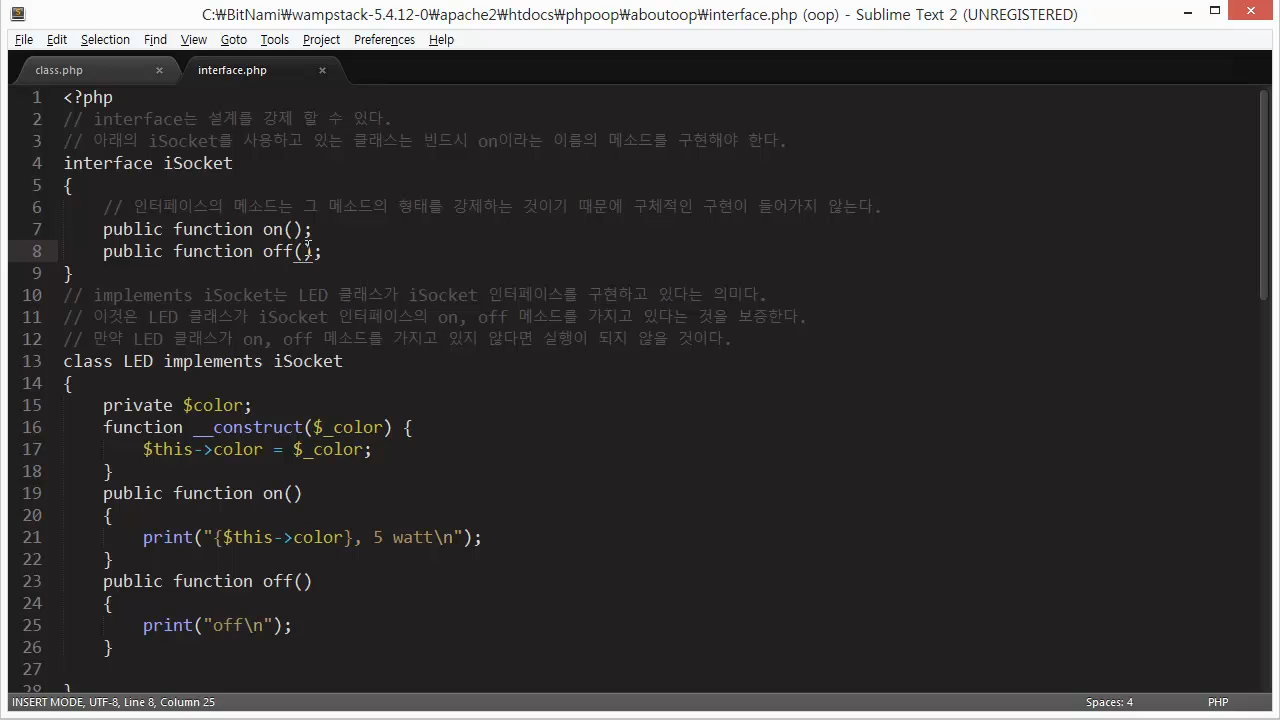 C:₩BitNami₩wampstack-5.4.12-0₩apache2₩htdocs₩phpoop₩aboutoop₩interface.php (oop) - Sublime Text 2 (UNREGISTERED)
File Edit Selection Find View Goto Tools Project Preferences Help
class.php × interface.php ×
1 <?php
2 // interface는 설계를 강제 할 수 있다.
3 // 아래의 iSocket를 사용하고 있는 클래스는 빈드시 on이라는 이름의 메소드를 구현해야 한다.
4 interface iSocket
5 {
6 // 인터페이스의 메소드는 그 메소드의 형태를 강제하는 것이기 때문에 구체적인 구현이 들어가지 않는다.
7 public function on();
8 public function off();
9 }
10 // implements iSocket는 LED 클래스가 iSocket 인터페이스를 구현하고 있다는 의미다.
11 // 이것은 LED 클래스가 iSocket 인터페이스의 on, off 메소드를 가지고 있다는 것을 보증한다.
12 // 만약 LED 클래스가 on, off 메소드를 가지고 있지 않다면 실행이 되지 않을 것이다.
13 class LED implements iSocket
14 {
15 private $color;
16 function __construct($_color) {
17 $this->color = $_color;
18 }
19 public function on()
20 {
21 print("{$this->color}, 5 watt\n");
22 }
23 public function off()
24 {
25 print("off\n");
26 }
27
28 }
INSERT MODE, UTF-8, Line 8, Column 25 Spaces: 4 PHP